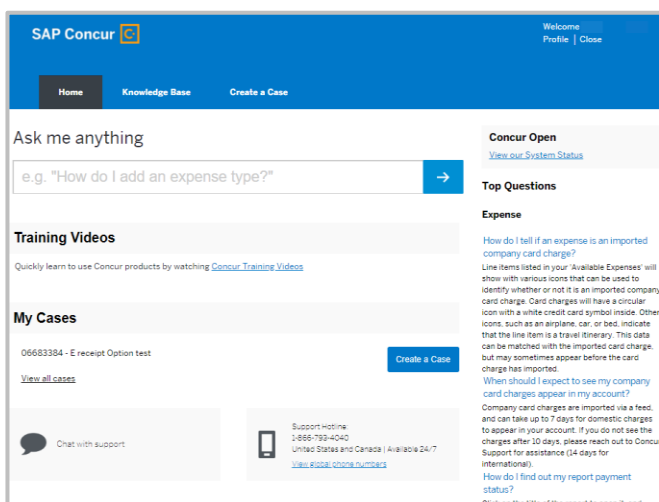 SAP Concur C
Welcome
Profile | Close
Home
Knowledge Base
Create a Case
Ask me anything
e.g. "How do I add an expense type?"
Training Videos
Quickly learn to use Concur products by watching Concur Training Videos
My Cases
06683384 - E receipt Option test
Create a Case
View all cases
Chat with support
Support Hotline:
1-866-793-4040
United States and Canada | Available 24/7
View global phone numbers
Concur Open
View our System Status
Top Questions
Expense
How do I tell if an expense is an imported
company card charge?
Line items listed in your 'Available Expenses' will
show with various icons that can be used to
identify whether or not it is an imported company
card charge. Card charges will have a circular
icon with a white credit card symbol inside. Other
icons, such as an airplane, car, or bed, indicate
that the line item is a travel itinerary. This data
can be matched with the imported card charge,
but may sometimes appear before the card
charge has imported.
When should I expect to see my company
card charges appear in my account?
Company card charges are imported via a feed,
and can take up to 7 days for domestic charges
to appear in your account. If you do not see the
charges after 10 days, please reach out to Concur
Support for assistance (14 days for
international).
How do I find out my report payment
status?